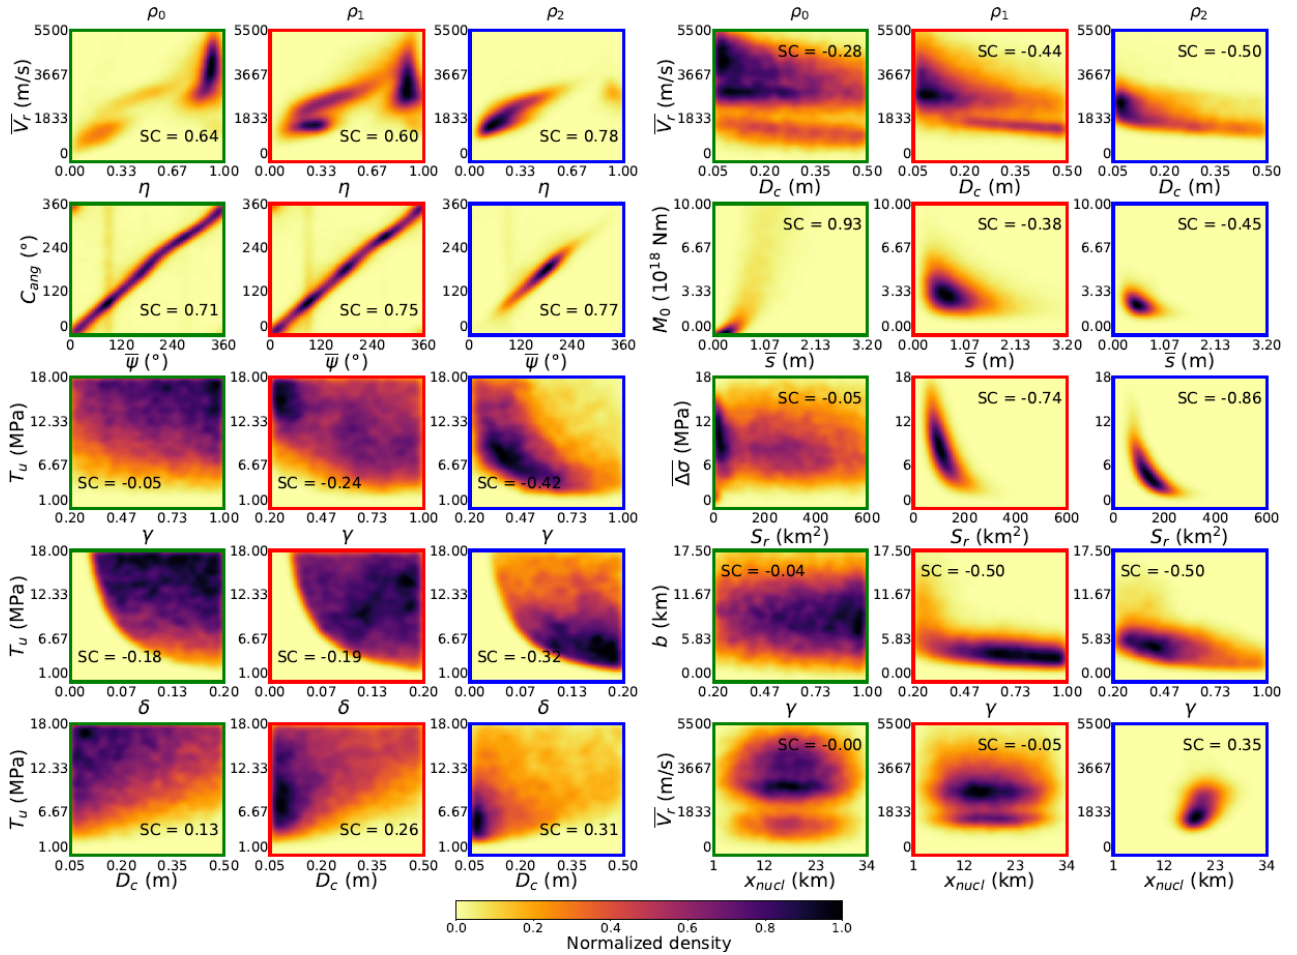 ρ0 ρ1 ρ2 ρ0 ρ1 ρ2
5500 5500 5500 5500 5500 5500
SC = -0.28 SC = -0.44 SC = -0.50
V̅r (m/s) 3667 3667 3667 V̅r (m/s) 3667 3667 3667
1833 1833 1833 1833 1833 1833
SC = 0.64 SC = 0.60 SC = 0.78
0 0 0 0 0 0
0.00 0.33 0.67 1.00 0.00 0.33 0.67 1.00 0.00 0.33 0.67 1.00 0.05 0.20 0.35 0.50 0.05 0.20 0.35 0.50 0.05 0.20 0.35 0.50
η η η Dc (m) Dc (m) Dc (m)
360 360 360 10.00 10.00 10.00
SC = 0.93 SC = -0.38 SC = -0.45
Cang (°) 240 240 240 M0 (10^18 Nm) 6.67 6.67 6.67
120 120 120 3.33 3.33 3.33
SC = 0.71 SC = 0.75 SC = 0.77
0 0 0 0.00 0.00 0.00
0 120 240 360 0 120 240 360 0 120 240 360 0.00 1.07 2.13 3.20 0.00 1.07 2.13 3.20 0.00 1.07 2.13 3.20
ψ̅ (°) ψ̅ (°) ψ̅ (°) s̅ (m) s̅ (m) s̅ (m)
18.00 18.00 18.00 18 18 18
SC = -0.05 SC = -0.74 SC = -0.86
Tu (MPa) 12.33 12.33 12.33 Δσ̅ (MPa) 12 12 12
6.67 6.67 6.67 6 6 6
SC = -0.05 SC = -0.24 SC = -0.42
1.00 1.00 1.00 0 0 0
0.20 0.47 0.73 1.00 0.20 0.47 0.73 1.00 0.20 0.47 0.73 1.00 0 200 400 600 0 200 400 600 0 200 400 600
γ γ γ Sr (km²) Sr (km²) Sr (km²)
18.00 18.00 18.00 17.50 17.50 17.50
SC = -0.04 SC = -0.50 SC = -0.50
Tu (MPa) 12.33 12.33 12.33 b (km) 11.67 11.67 11.67
6.67 6.67 6.67 5.83 5.83 5.83
SC = -0.18 SC = -0.19 SC = -0.32
1.00 1.00 1.00 0.00 0.00 0.00
0.00 0.07 0.13 0.20 0.00 0.07 0.13 0.20 0.00 0.07 0.13 0.20 0.20 0.47 0.73 1.00 0.20 0.47 0.73 1.00 0.20 0.47 0.73 1.00
δ δ δ γ γ γ
18.00 18.00 18.00 5500 5500 5500
SC = -0.00 SC = -0.05 SC = 0.35
Tu (MPa) 12.33 12.33 12.33 V̅r (m/s) 3667 3667 3667
6.67 6.67 6.67 1833 1833 1833
SC = 0.13 SC = 0.26 SC = 0.31
1.00 1.00 1.00 0 0 0
0.05 0.20 0.35 0.50 0.05 0.20 0.35 0.50 0.05 0.20 0.35 0.50 1 12 23 34 1 12 23 34 1 12 23 34
Dc (m) Dc (m) Dc (m) xnucl (km) xnucl (km) xnucl (km)
0.0 0.2 0.4 0.6 0.8 1.0
Normalized density